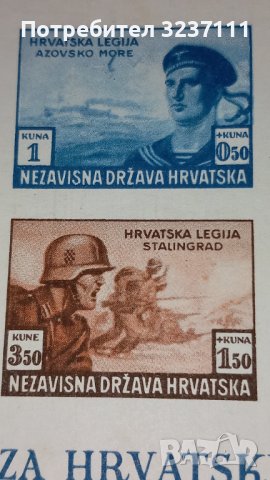 Потребител 3237111
HRVATSKA LEGIJA
AZOVSKO MORE
KUNA
1
+KUNA
0.50
NEZAVISNA DRŽAVA HRVATSKA
HRVATSKA LEGIJA
STALINGRAD
KUNE
3.50
+KUNA
1.50
NEZAVISNA DRŽAVA HRVATSKA
ZA HRVATSK
bazar